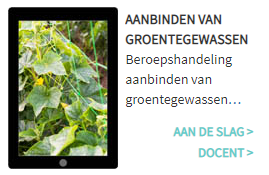 AANBINDEN VAN
GROENTEGEWASSEN
Beroepshandeling
aanbinden van
groentegewassen...
AAN DE SLAG >
DOCENT >